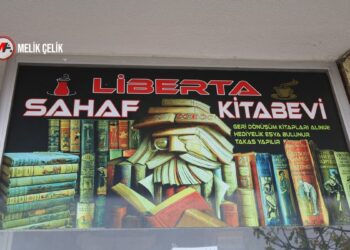 MELİK ÇELİK
LİBERTA
SAHAF KİTABEVİ
GERİ DÖNÜŞÜM KİTAPLARI ALINIR
HEDİYELİK EŞYA BULUNUR
TAKAS YAPILIR